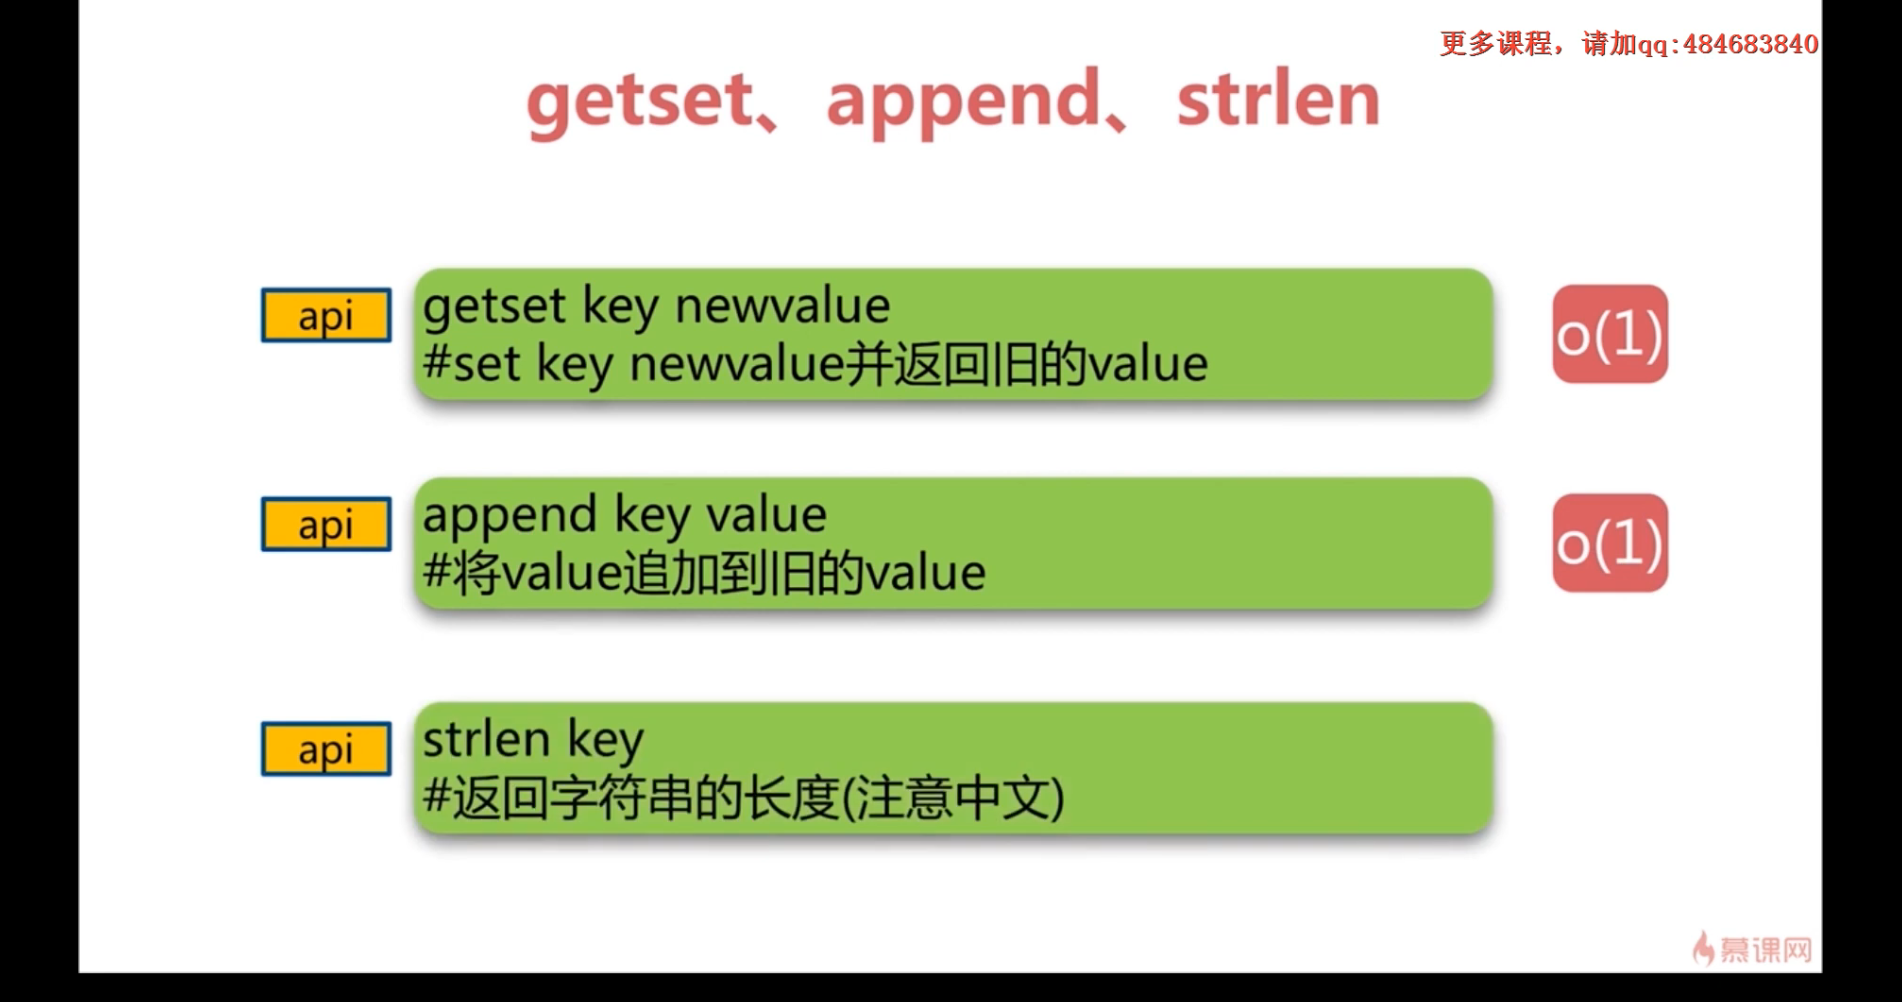 更多课程，请加qq:484683840
getset、append、strlen
api
getset key newvalue
#set key newvalue并返回旧的value
o(1)
api
append key value
#将value追加到旧的value
o(1)
api
strlen key
#返回字符串的长度(注意中文)
慕课网